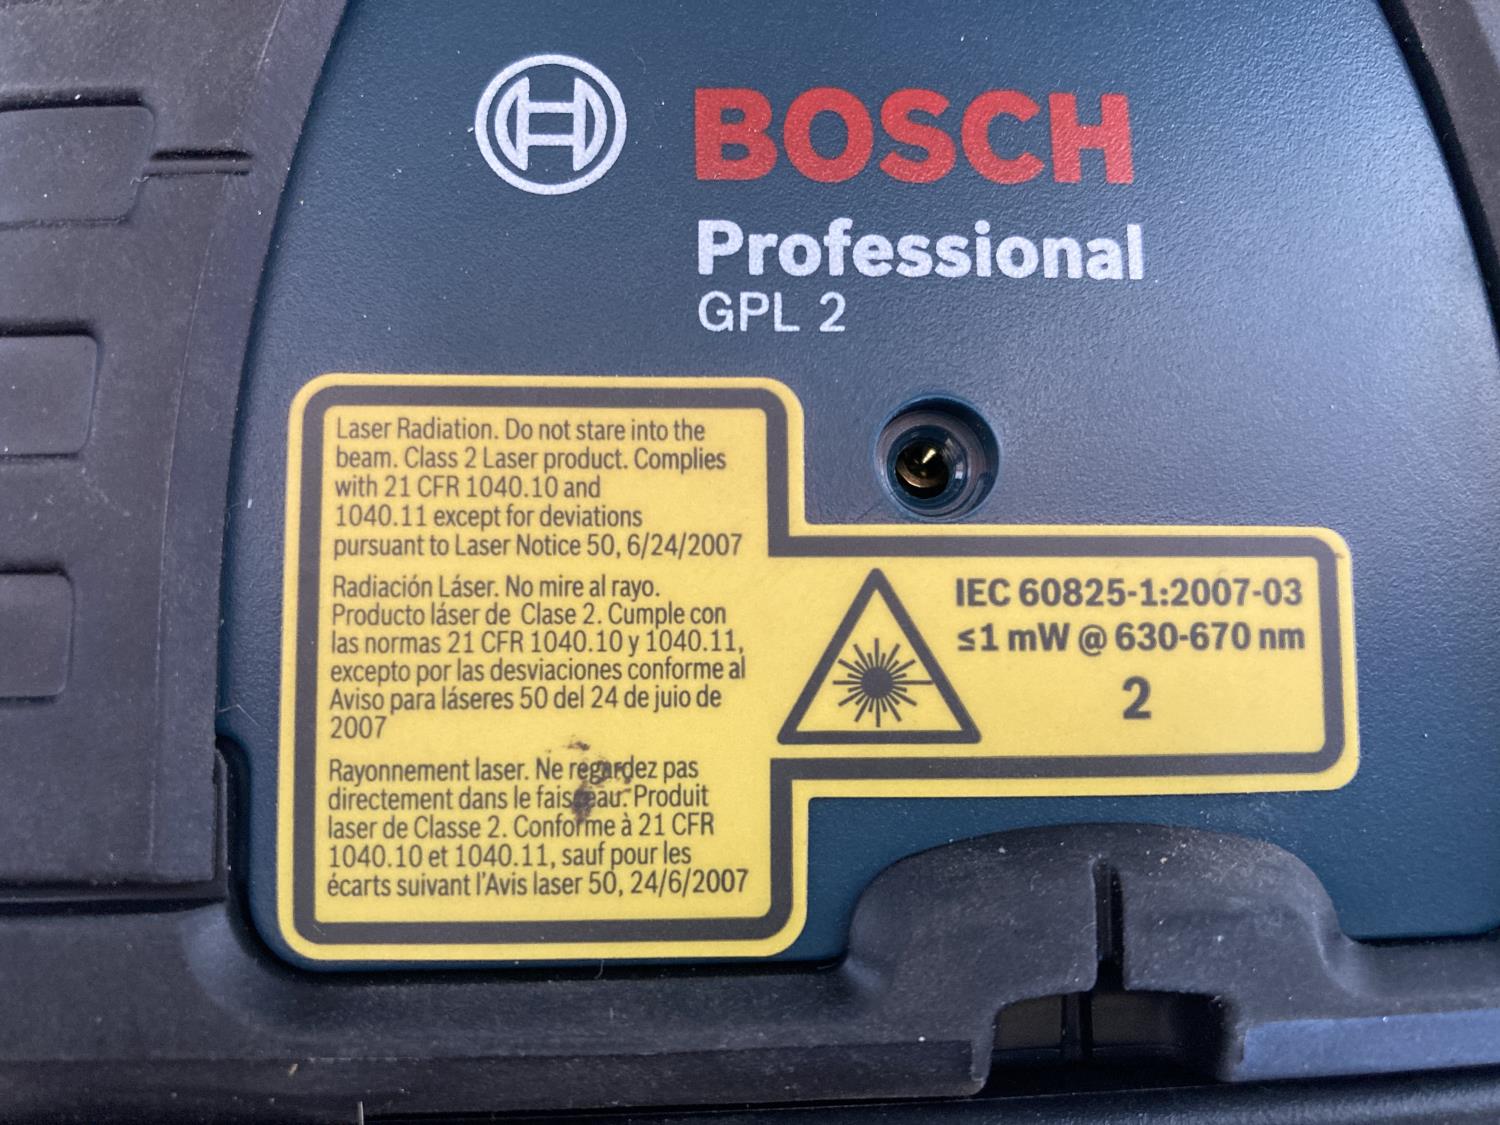 BOSCH
Professional
GPL 2
Laser Radiation. Do not stare into the
beam. Class 2 Laser product. Complies
with 21 CFR 1040.10 and
1040.11 except for deviations
pursuant to Laser Notice 50, 6/24/2007
Radiación Láser. No mire al rayo.
Producto láser de Clase 2. Cumple con
las normas 21 CFR 1040.10 y 1040.11,
excepto por las desviaciones conforme al
Aviso para láseres 50 del 24 de juio de
2007
Rayonnement laser. Ne regardez pas
directement dans le faisceau. Produit
laser de Classe 2. Conforme à 21 CFR
1040.10 et 1040.11, sauf pour les
écarts suivant l'Avis laser 50, 24/6/2007
IEC 60825-1:2007-03
≤1 mW @ 630-670 nm
2